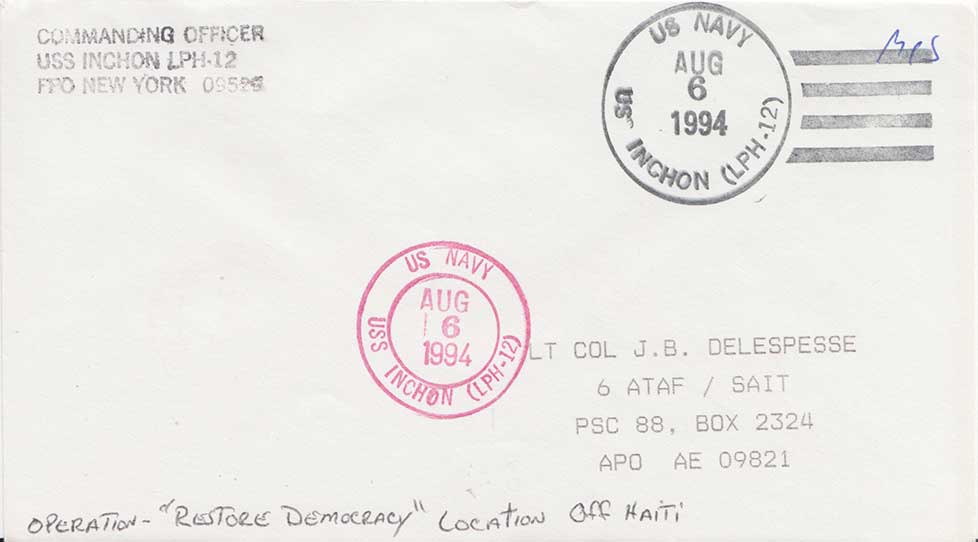 COMMANDING OFFICER
USS INCHON LPH-12
FPO NEW YORK 09529
US NAVY
AUG
6
1994
US INCHON (LPH-12)
MPS
US NAVY
AUG
6
1994
USS INCHON (LPH-12)
LT COL J.B. DELESPESSE
6 ATAF / SAIT
PSC 88, BOX 2324
APO AE 09821
OPERATION - "RESTORE DEMOCRACY" LOCATION OFF HAITI